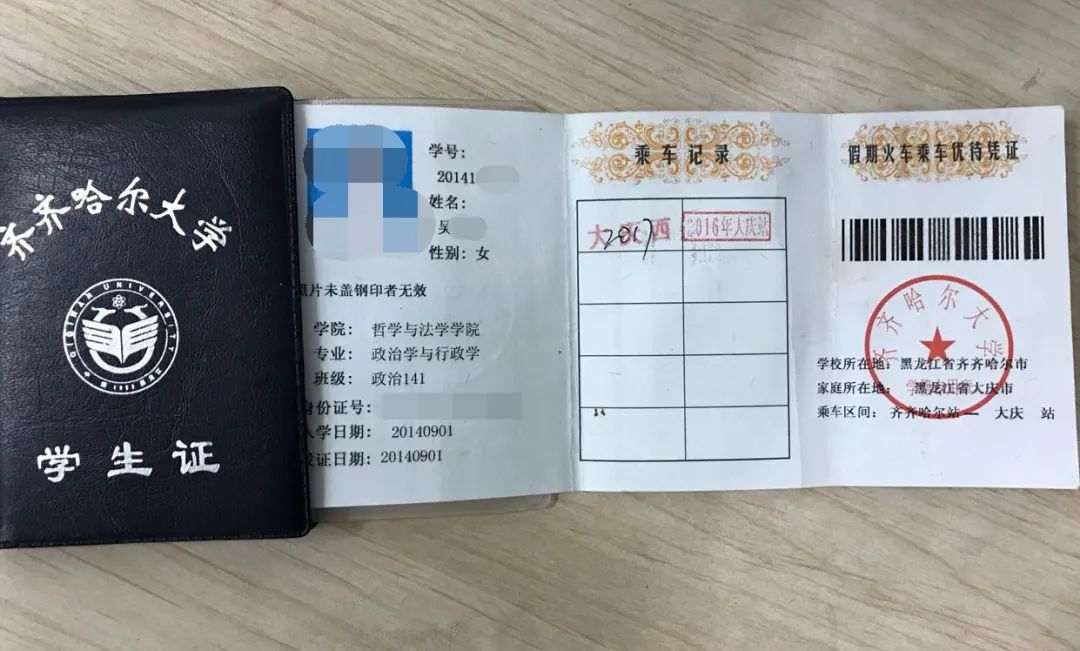 齐齐哈尔大学
QIQIHAR UNIVERSITY
学生证
学号:
20141
姓名:
吴
性别: 女
照片未盖钢印者无效
学院: 哲学与法学学院
专业: 政治学与行政学
班级: 政治141
身份证号:
入学日期: 20140901
发证日期: 20140901
乘车记录
大庆西
2017
2016年大庆站
假期火车乘车优待凭证
齐齐哈尔大学
学校所在地: 黑龙江省齐齐哈尔市
家庭所在地: 黑龙江省大庆市
乘车区间: 齐齐哈尔站— 大庆 站